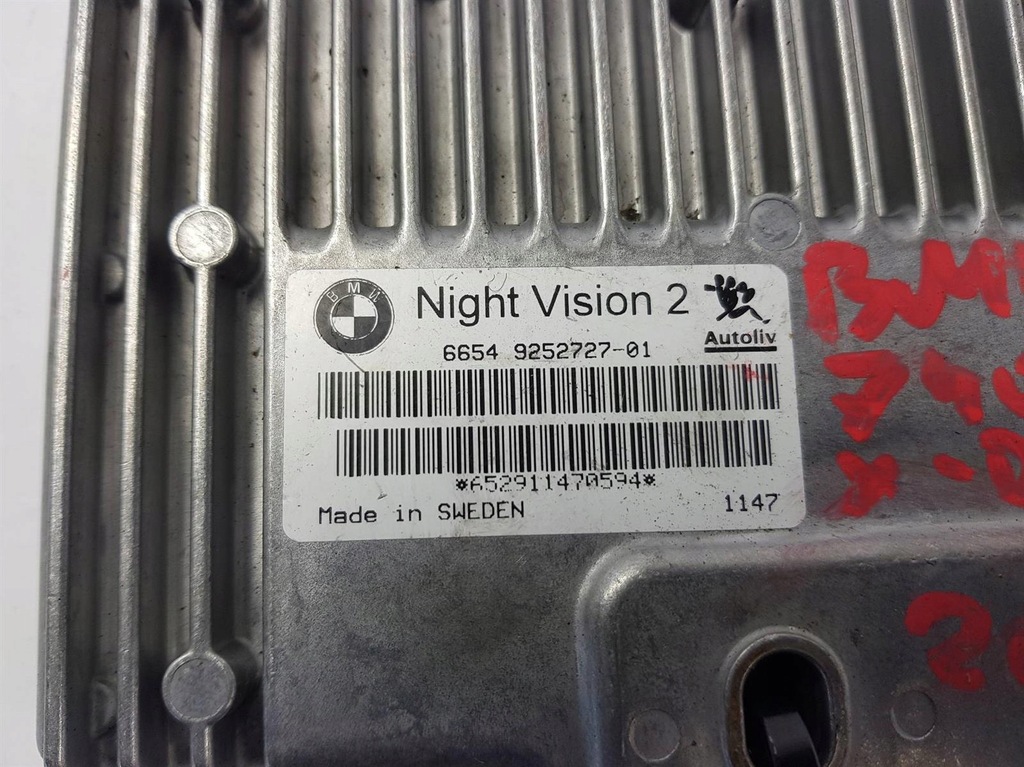 BMW
Night Vision 2
Autoliv
6654 9252727-01
*652911470594*
Made in SWEDEN
1147